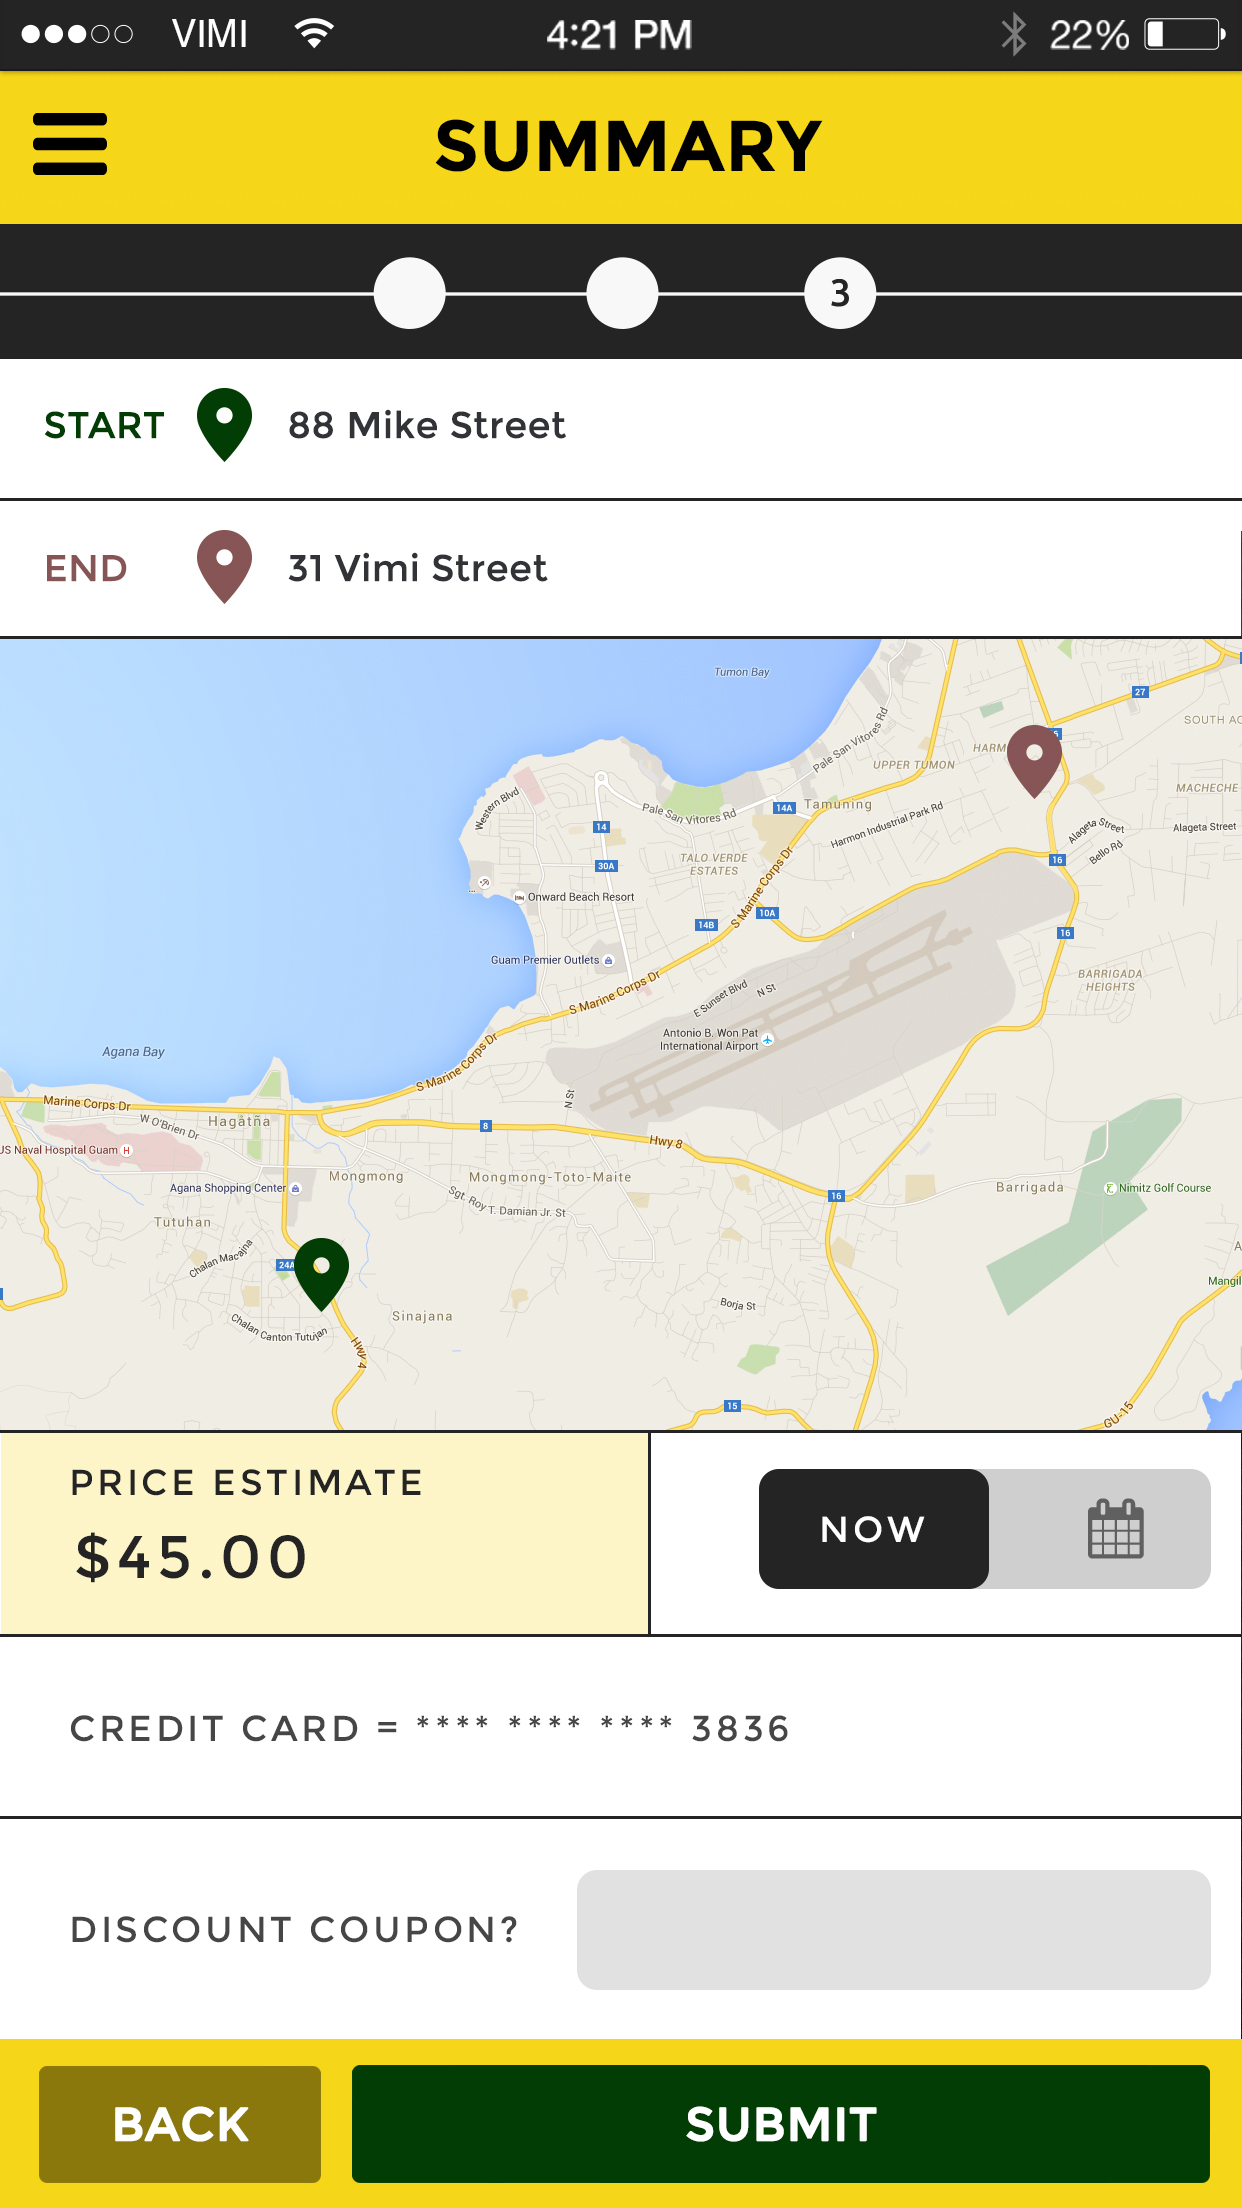 VIMI 4:21 PM 22%
SUMMARY
3
START 88 Mike Street
END 31 Vimi Street
Tumon Bay
27
SOUTH AC
Pale San Vitores Rd
HARM
UPPER TUMON
MACHECHE
Western Blvd
14A
Tamuning
Pale San Vitores Rd
Harmon Industrial Park Rd
Alageta Street
Alageta Street
14
Bello Rd
TALO VERDE
ESTATES
16
30A
S Marine Corps Dr
Onward Beach Resort
10A
14B
16
Guam Premier Outlets
BARRIGADA
HEIGHTS
S Marine Corps Dr
E Sunset Blvd
N St
Antonio B. Won Pat
International Airport
Agana Bay
S Marine Corps Dr
Marine Corps Dr
N St
W O'Brien Dr
Hagatña
8
Hwy 8
US Naval Hospital Guam
H
Mongmong
Mongmong-Toto-Maite
Agana Shopping Center
16
Barrigada
Nimitz Golf Course
Sgt. Roy T. Damian Jr. St
Tutuhan
Chalan Macajna
24A
Mangil
Borja St
Sinajana
Chalan Canton Tutujan
Hwy 4
15
GU-15
PRICE ESTIMATE
$45.00
NOW
CREDIT CARD = **** **** **** 3836
DISCOUNT COUPON?
BACK SUBMIT